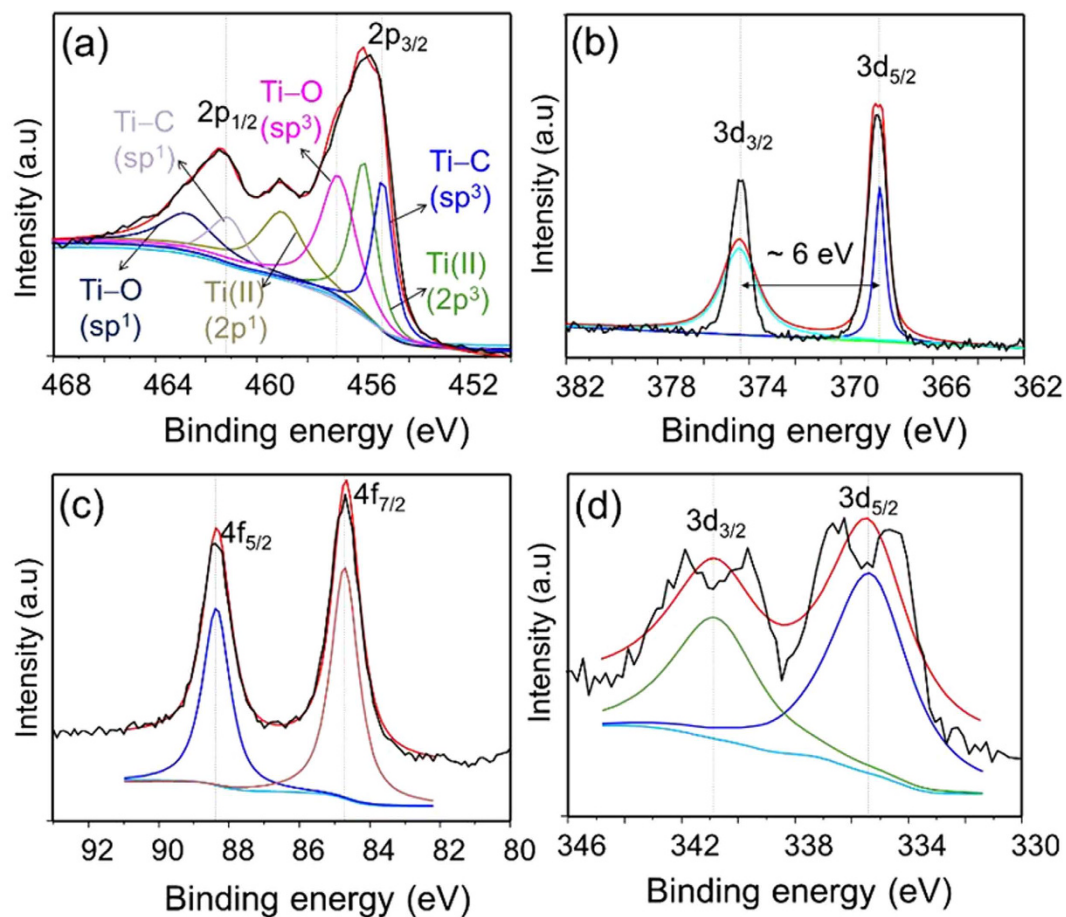 (a)
2p3/2
Ti–O
(sp3)
Ti–C
(sp1)
2p1/2
Ti–C
(sp3)
Ti–O
(sp1)
Ti(II)
(2p1)
Ti(II)
(2p3)
Intensity (a.u)
468 464 460 456 452
Binding energy (eV)
(b)
3d5/2
3d3/2
~ 6 eV
Intensity (a.u)
382 378 374 370 366 362
Binding energy (eV)
(c)
4f7/2
4f5/2
Intensity (a.u)
92 90 88 86 84 82 80
Binding energy (eV)
(d)
3d5/2
3d3/2
Intensity (a.u)
346 342 338 334 330
Binding energy (eV)